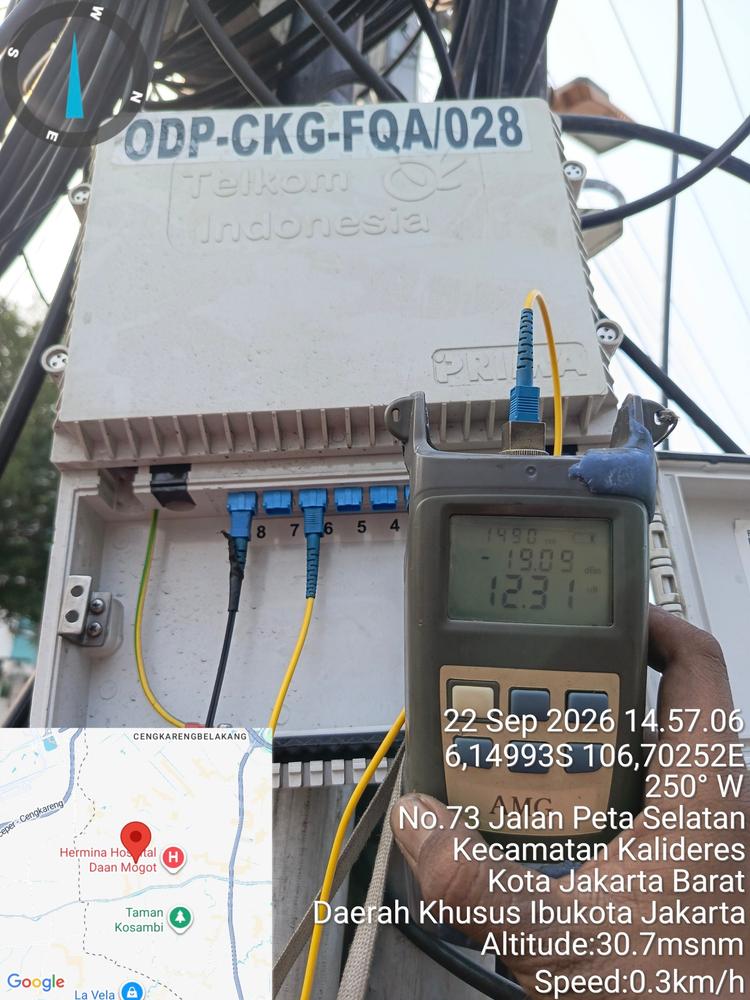 W
S
N
E
ODP-CKG-FQA/028
Telkom
Indonesia
PRIMA
1490
-19.09 dBm
12.31 uW
8 7 6 5 4
AMG
22 Sep 2026 14.57.06
6,14993S 106,70252E
250° W
No.73 Jalan Peta Selatan
Kecamatan Kalideres
Kota Jakarta Barat
Daerah Khusus Ibukota Jakarta
Altitude:30.7msnm
Speed:0.3km/h
CENGKARENGBELAKANG
Cengkareng
Hermina Hospital
Daan Mogot
H
Taman
Kosambi
La Vela
Google